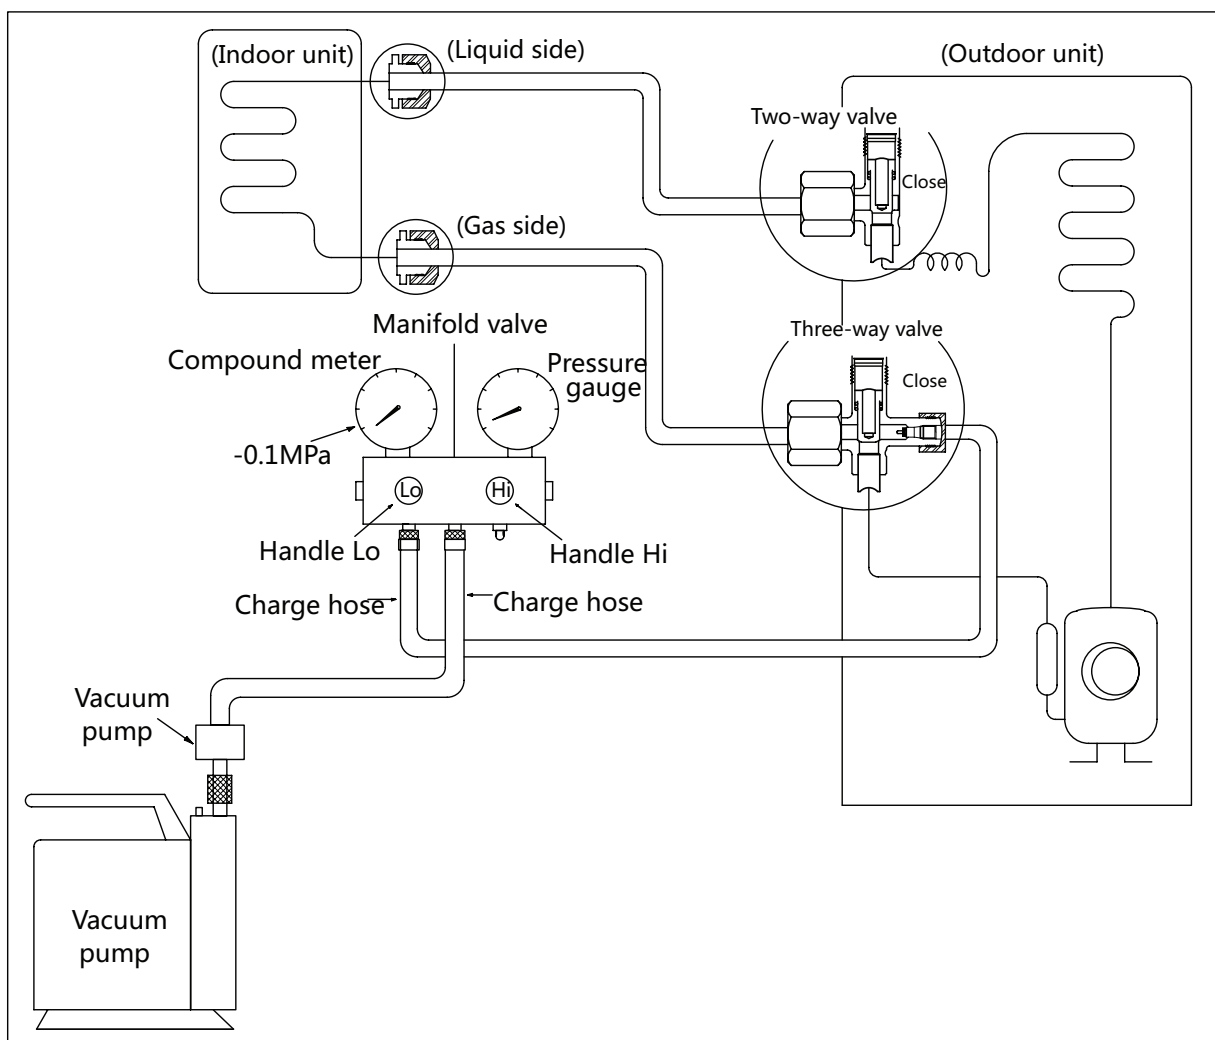 (Indoor unit)
(Liquid side)
(Outdoor unit)
Two-way valve
Close
(Gas side)
Manifold valve
Three-way valve
Compound meter
Pressure
gauge
Close
-0.1MPa
Lo
Hi
Handle Lo
Handle Hi
Charge hose
Charge hose
Vacuum
pump
Vacuum
pump